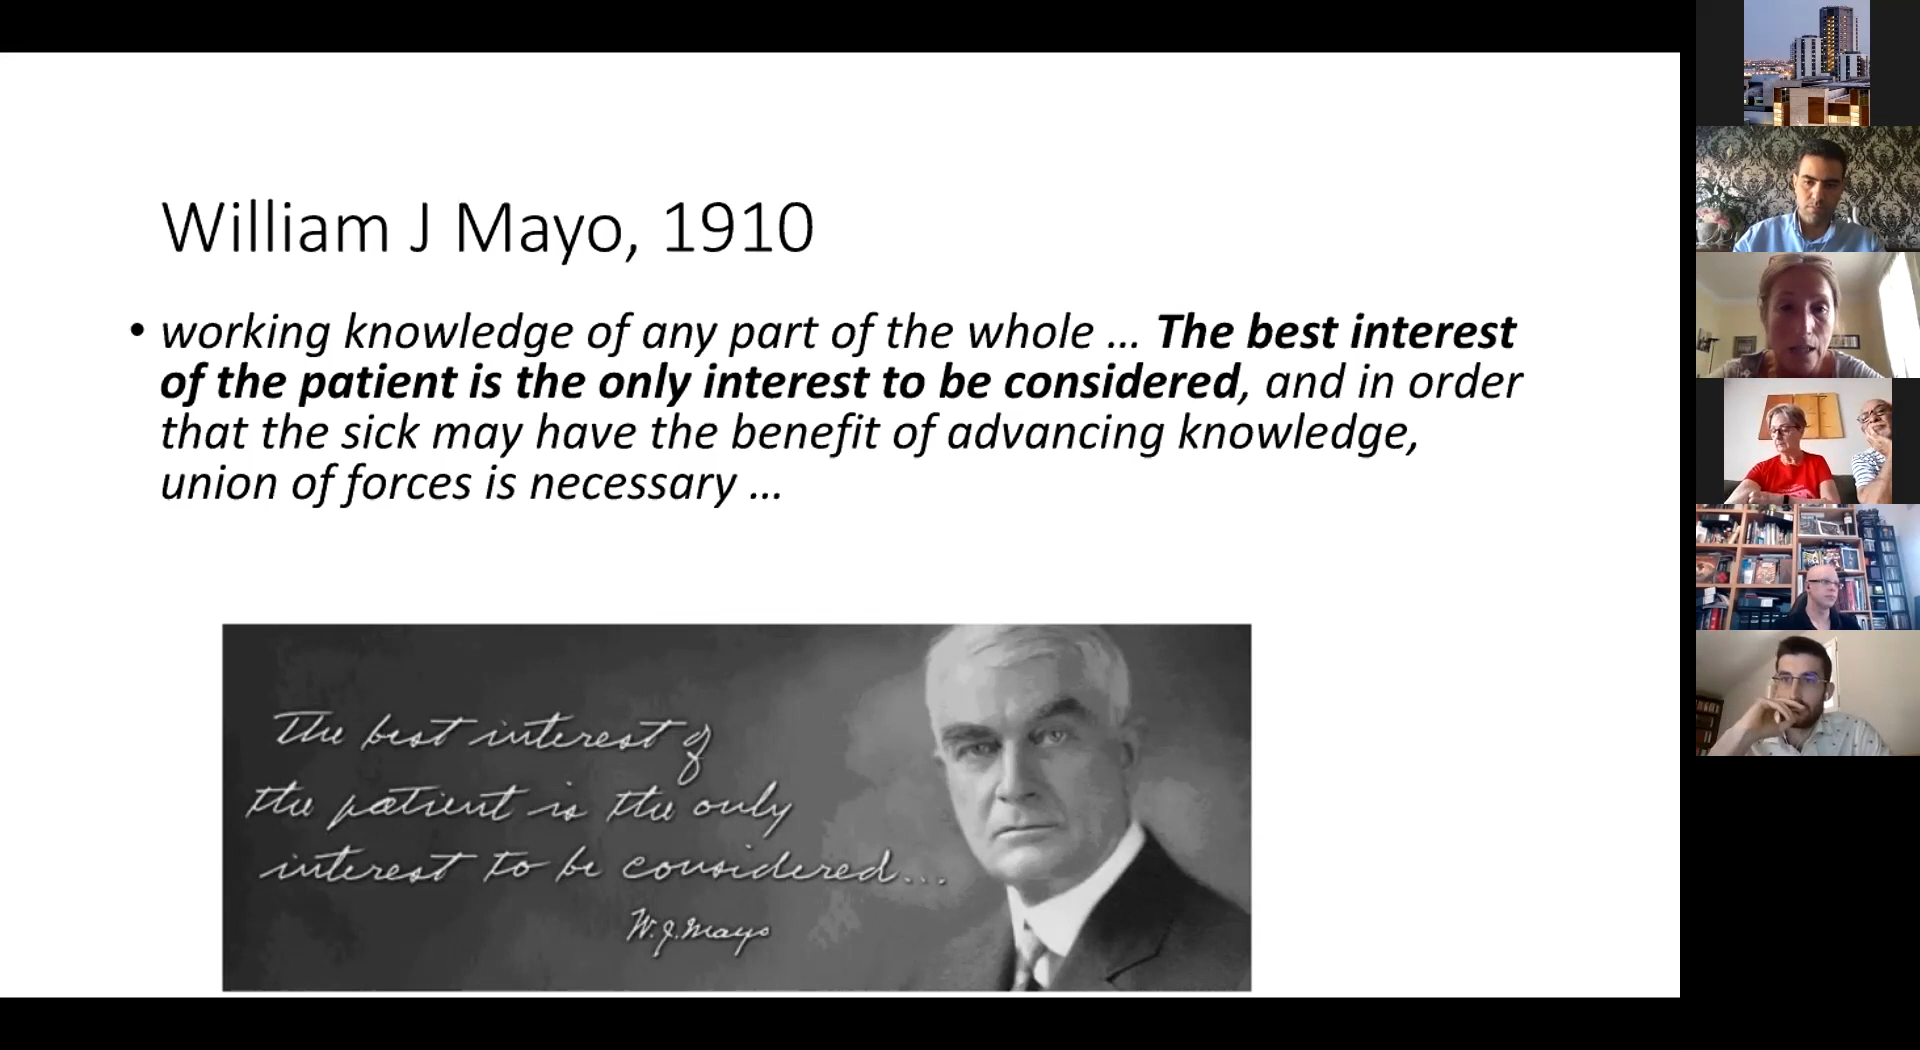 William J Mayo, 1910
• working knowledge of any part of the whole … The best interest
of the patient is the only interest to be considered, and in order
that the sick may have the benefit of advancing knowledge,
union of forces is necessary …
The best interest of
the patient is the only
interest to be considered...
W.J. Mayo